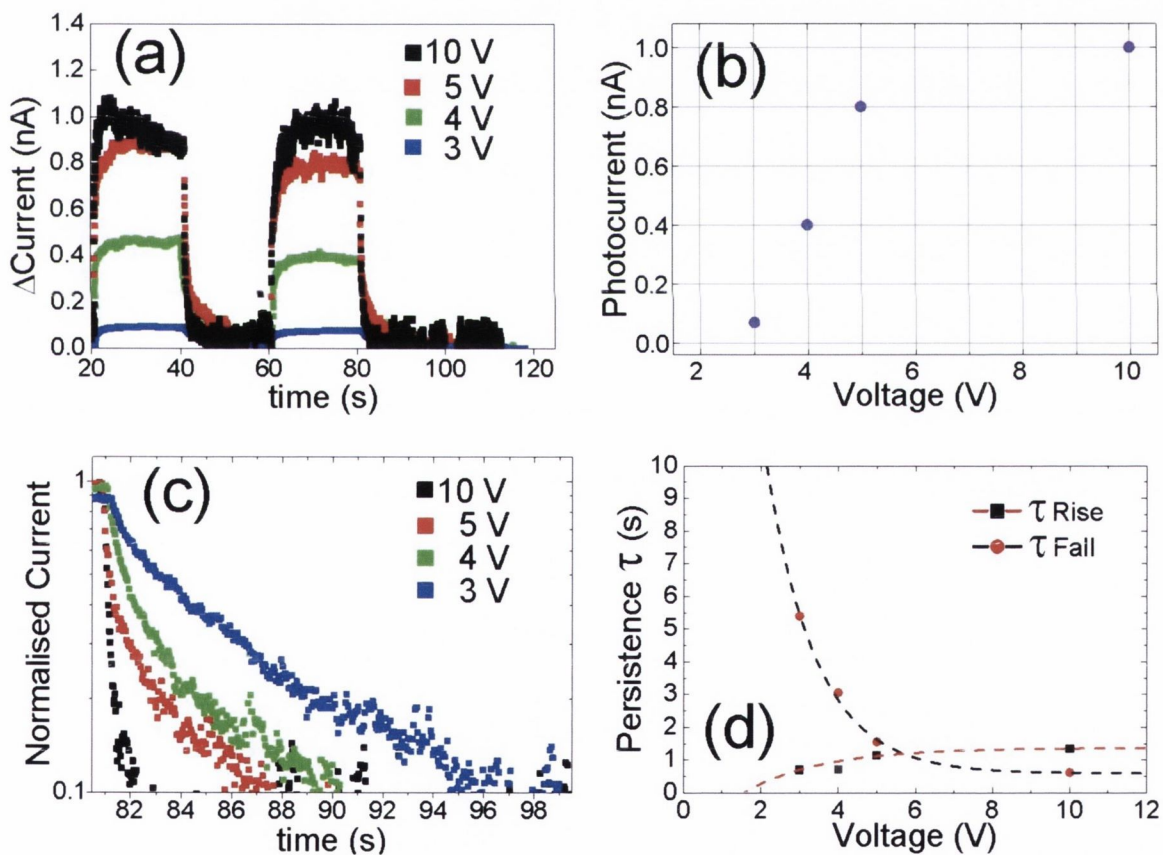 (a)
10 V
5 V
4 V
3 V
1.4
1.2
1.0
0.8
0.6
0.4
0.2
0.0
ΔCurrent (nA)
20 40 60 80 100 120
time (s)
(b)
1.0
0.8
0.6
0.4
0.2
0.0
Photocurrent (nA)
2 4 6 8 10
Voltage (V)
(c)
10 V
5 V
4 V
3 V
1
0.1
Normalised Current
82 84 86 88 90 92 94 96 98
time (s)
(d)
τ Rise
τ Fail
10
9
8
7
6
5
4
3
2
1
0
Persistence τ (s)
0 2 4 6 8 10 12
Voltage (V)